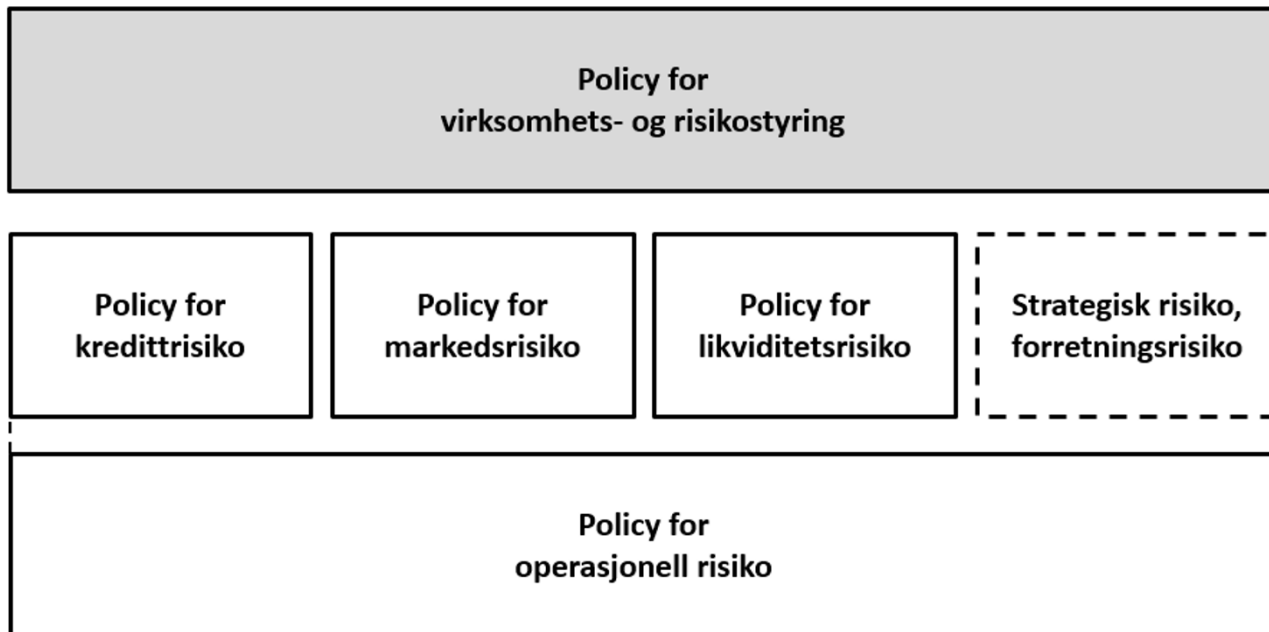 Policy for
virksomhets- og risikostyring
Policy for
kredittrisiko
Policy for
markedsrisiko
Policy for
likviditetsrisiko
Strategisk risiko,
forretningsrisiko
Policy for
operasjonell risiko